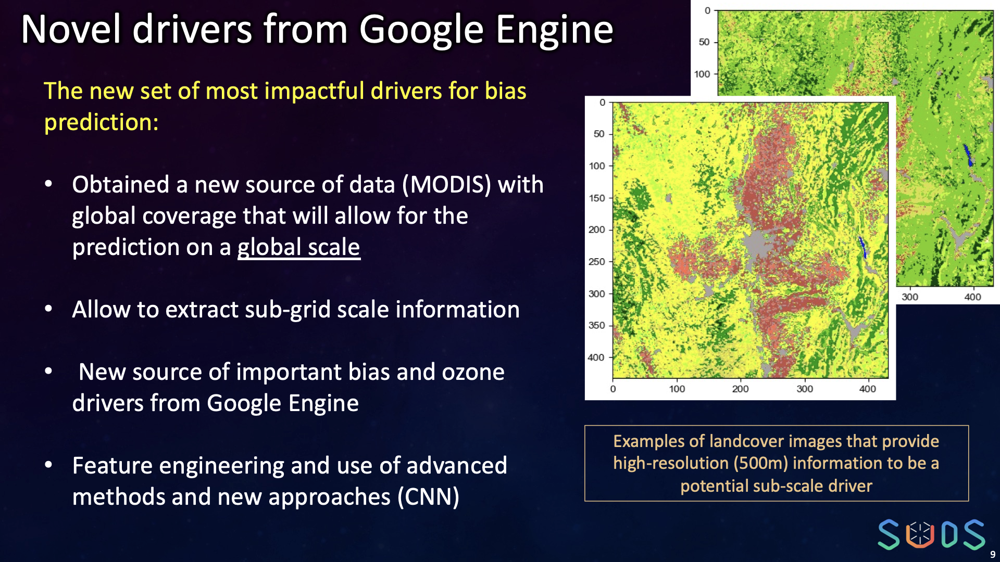 Novel drivers from Google Engine
The new set of most impactful drivers for bias
prediction:
• Obtained a new source of data (MODIS) with
global coverage that will allow for the
prediction on a global scale
• Allow to extract sub-grid scale information
• New source of important bias and ozone
drivers from Google Engine
• Feature engineering and use of advanced
methods and new approaches (CNN)
0
50
100
300
400
0
50
100
150
200
250
300
350
400
0
100
200
300
400
Examples of landcover images that provide
high-resolution (500m) information to be a
potential sub-scale driver
SUDS
9